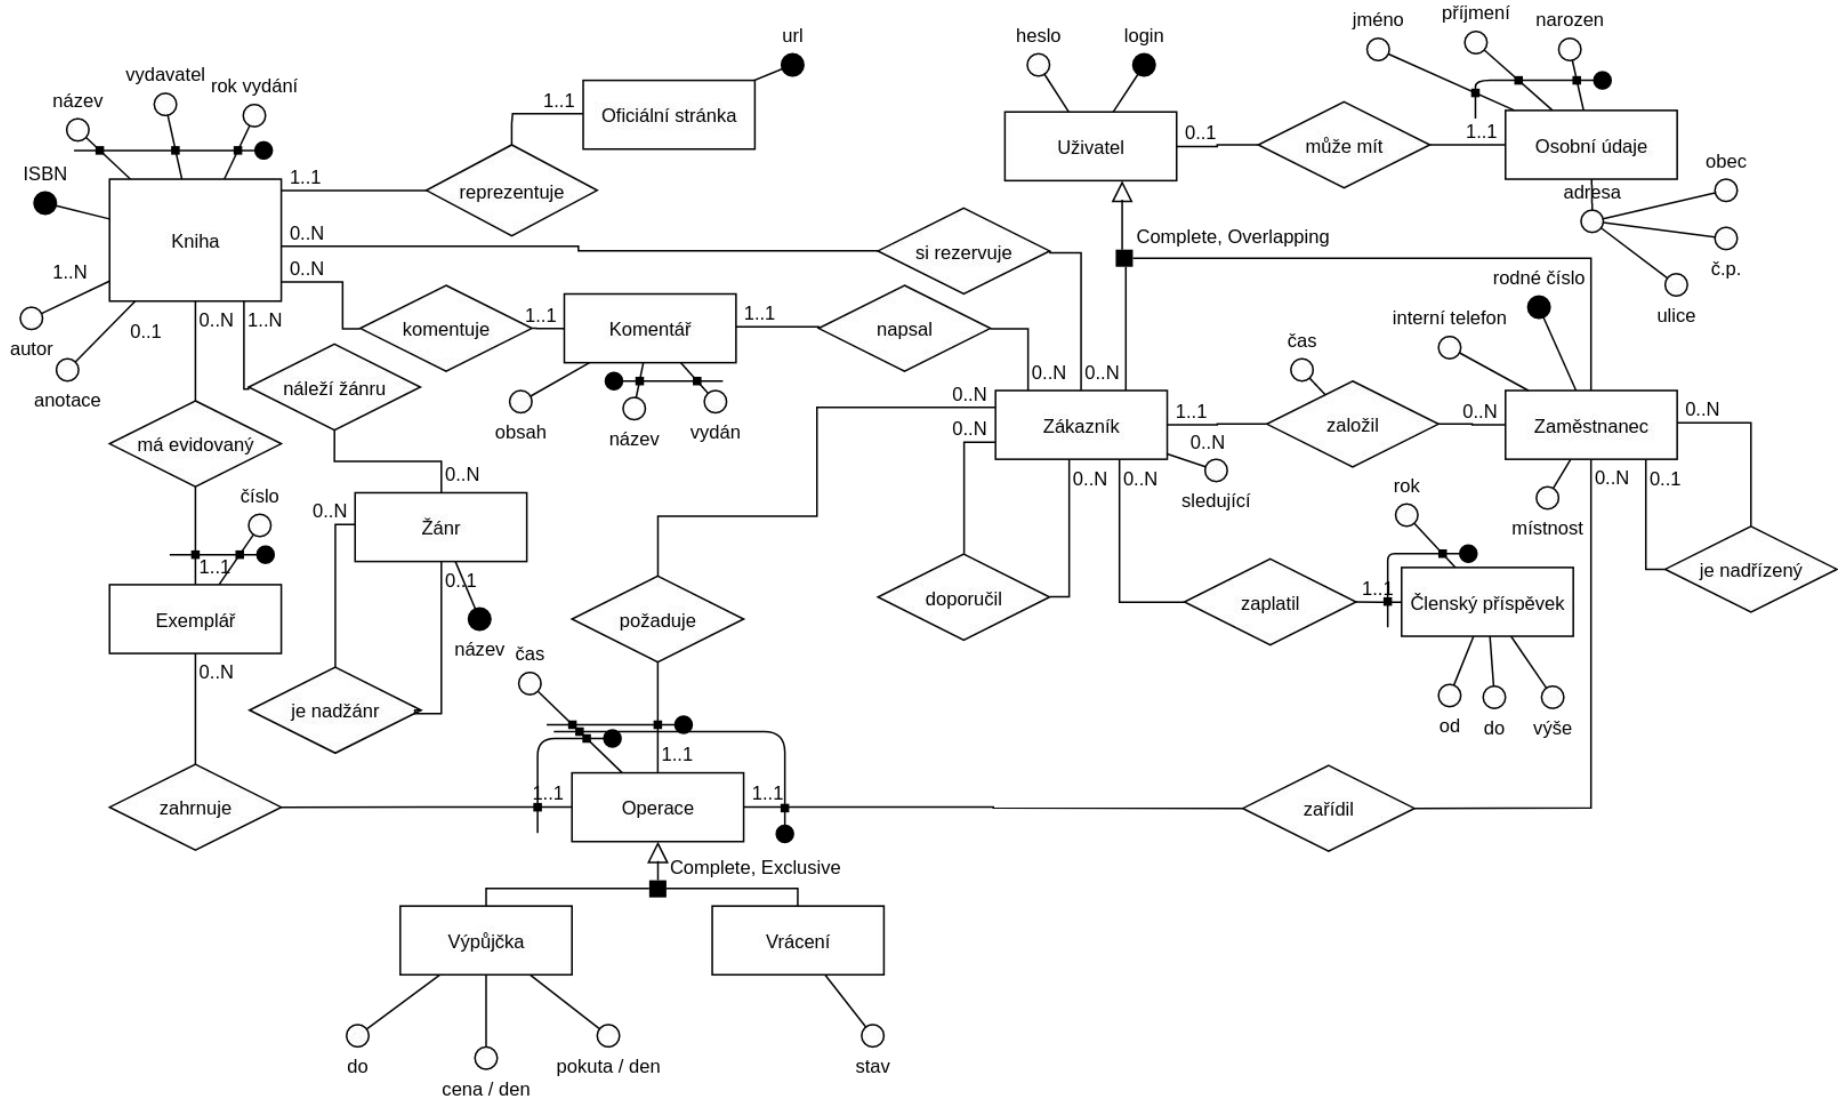 url
heslo
login
jméno
příjmení
narozen
název
vydavatel
rok vydání
ISBN
1..1
Oficiální stránka
Uživatel
0..1
může mít
1..1
Osobní údaje
obec
adresa
č.p.
ulice
Kniha
1..1
reprezentuje
0..N
si rezervuje
Complete, Overlapping
0..N
1..N
autor
0..1
anotace
0..N
1..N
komentuje
1..1
Komentář
1..1
napsal
obsah
název
vydán
0..N
0..N
rodné číslo
interní telefon
čas
náleží žánru
má evidovaný
0..N
0..N
Zákazník
1..1
0..N
sledující
založil
0..N
Zaměstnanec
0..N
místnost
0..N
0..1
je nadřízený
0..N
0..N
rok
číslo
0..N
0..N
Žánr
0..1
název
1..1
Exemplář
0..N
je nadžánr
požaduje
doporučil
zaplatil
1..1
Členský příspěvek
od
do
výše
čas
1..1
zahrnuje
1..1
Operace
1..1
zařídil
Complete, Exclusive
Výpůjčka
Vrácení
do
cena / den
pokuta / den
stav